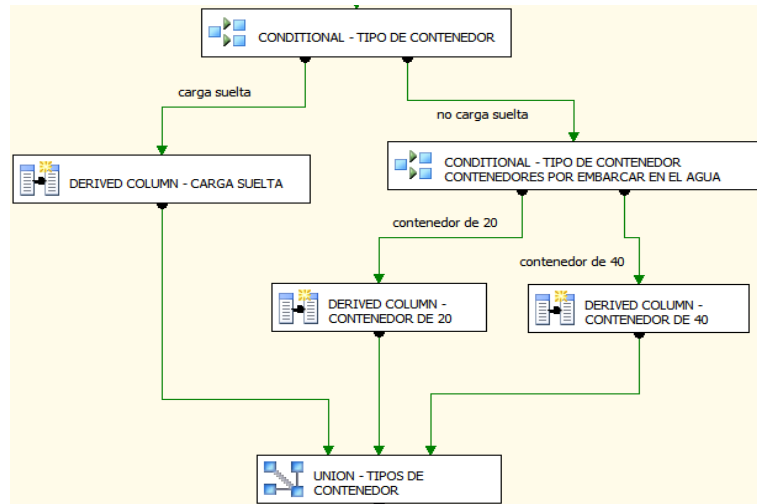 CONDITIONAL - TIPO DE CONTENEDOR
carga suelta
no carga suelta
DERIVED COLUMN - CARGA SUELTA
CONDITIONAL - TIPO DE CONTENEDOR
CONTENEDORES POR EMBARCAR EN EL AGUA
contenedor de 20
contenedor de 40
DERIVED COLUMN -
CONTENEDOR DE 20
DERIVED COLUMN -
CONTENEDOR DE 40
UNION - TIPOS DE
CONTENEDOR